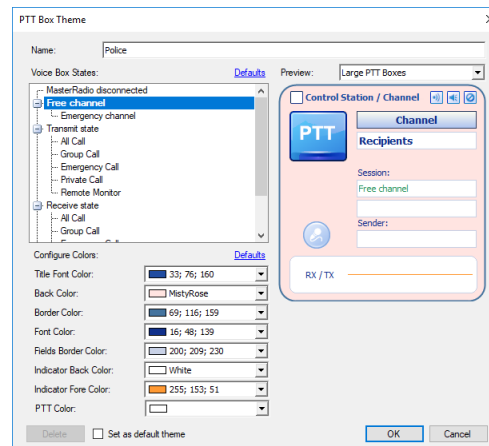 PTT Box Theme
Name: Police
Voice Box States: Defaults Preview: Large PTT Boxes
MasterRadio disconnected
Free channel
Emergency channel
Transmit state
All Call
Group Call
Emergency Call
Private Call
Remote Monitor
Receive state
All Call
Group Call
Control Station / Channel
PTT
Channel
Recipients
Session:
Free channel
Sender:
RX / TX
Configure Colors: Defaults
Title Font Color: 33; 76; 160
Back Color: MistyRose
Border Color: 69; 116; 159
Font Color: 16; 48; 139
Fields Border Color: 200; 209; 230
Indicator Back Color: White
Indicator Fore Color: 255; 153; 51
PTT Color:
Delete Set as default theme OK Cancel